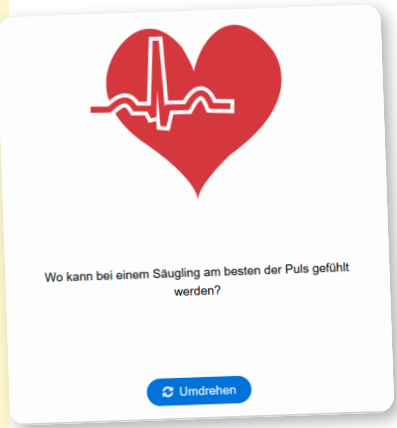 Wo kann bei einem Säugling am besten der Puls gefühlt
werden?
Umdrehen